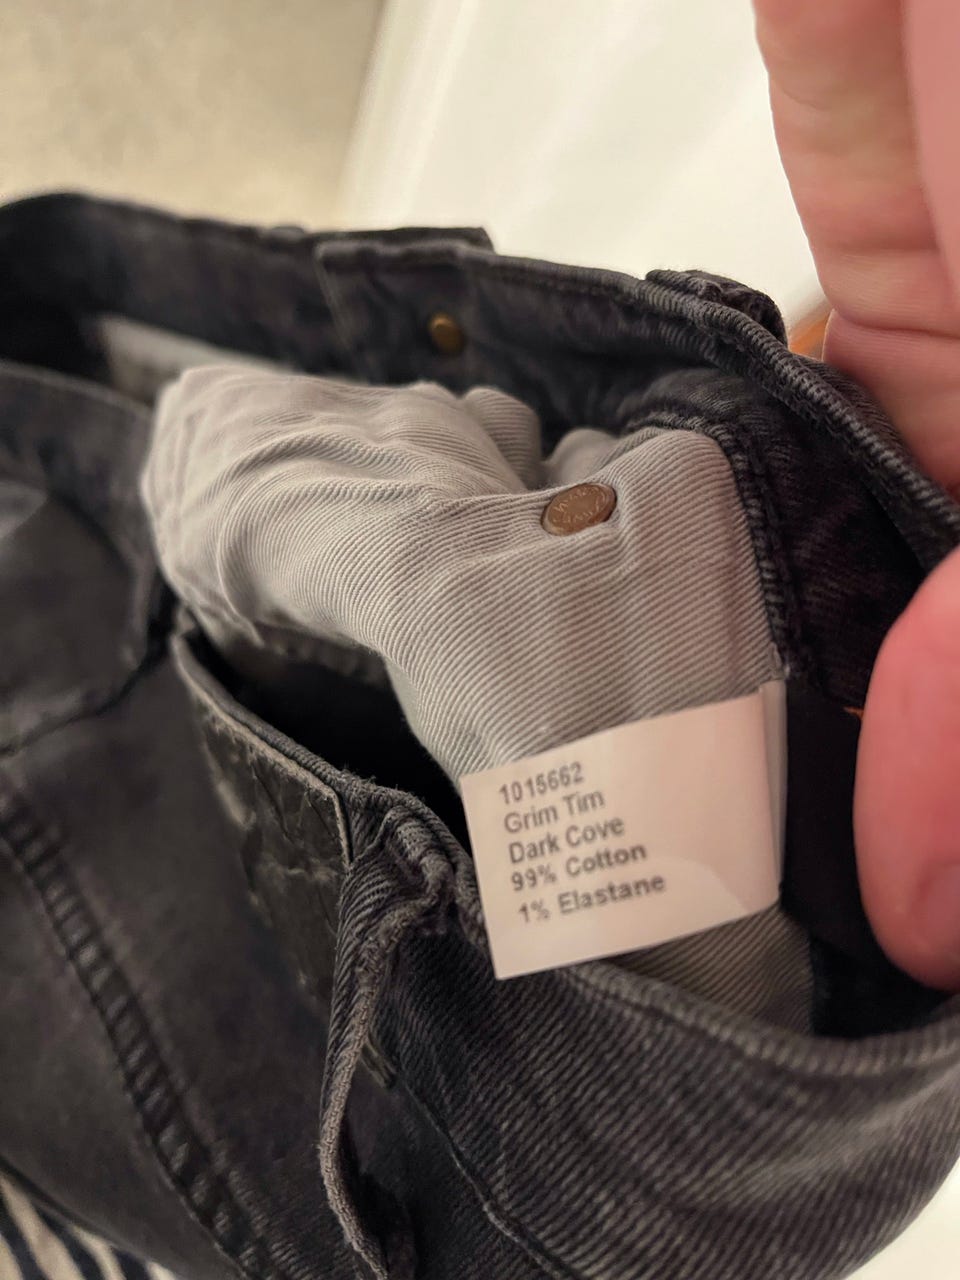 1015662
Grim Tim
Dark Cove
99% Cotton
1% Elastane